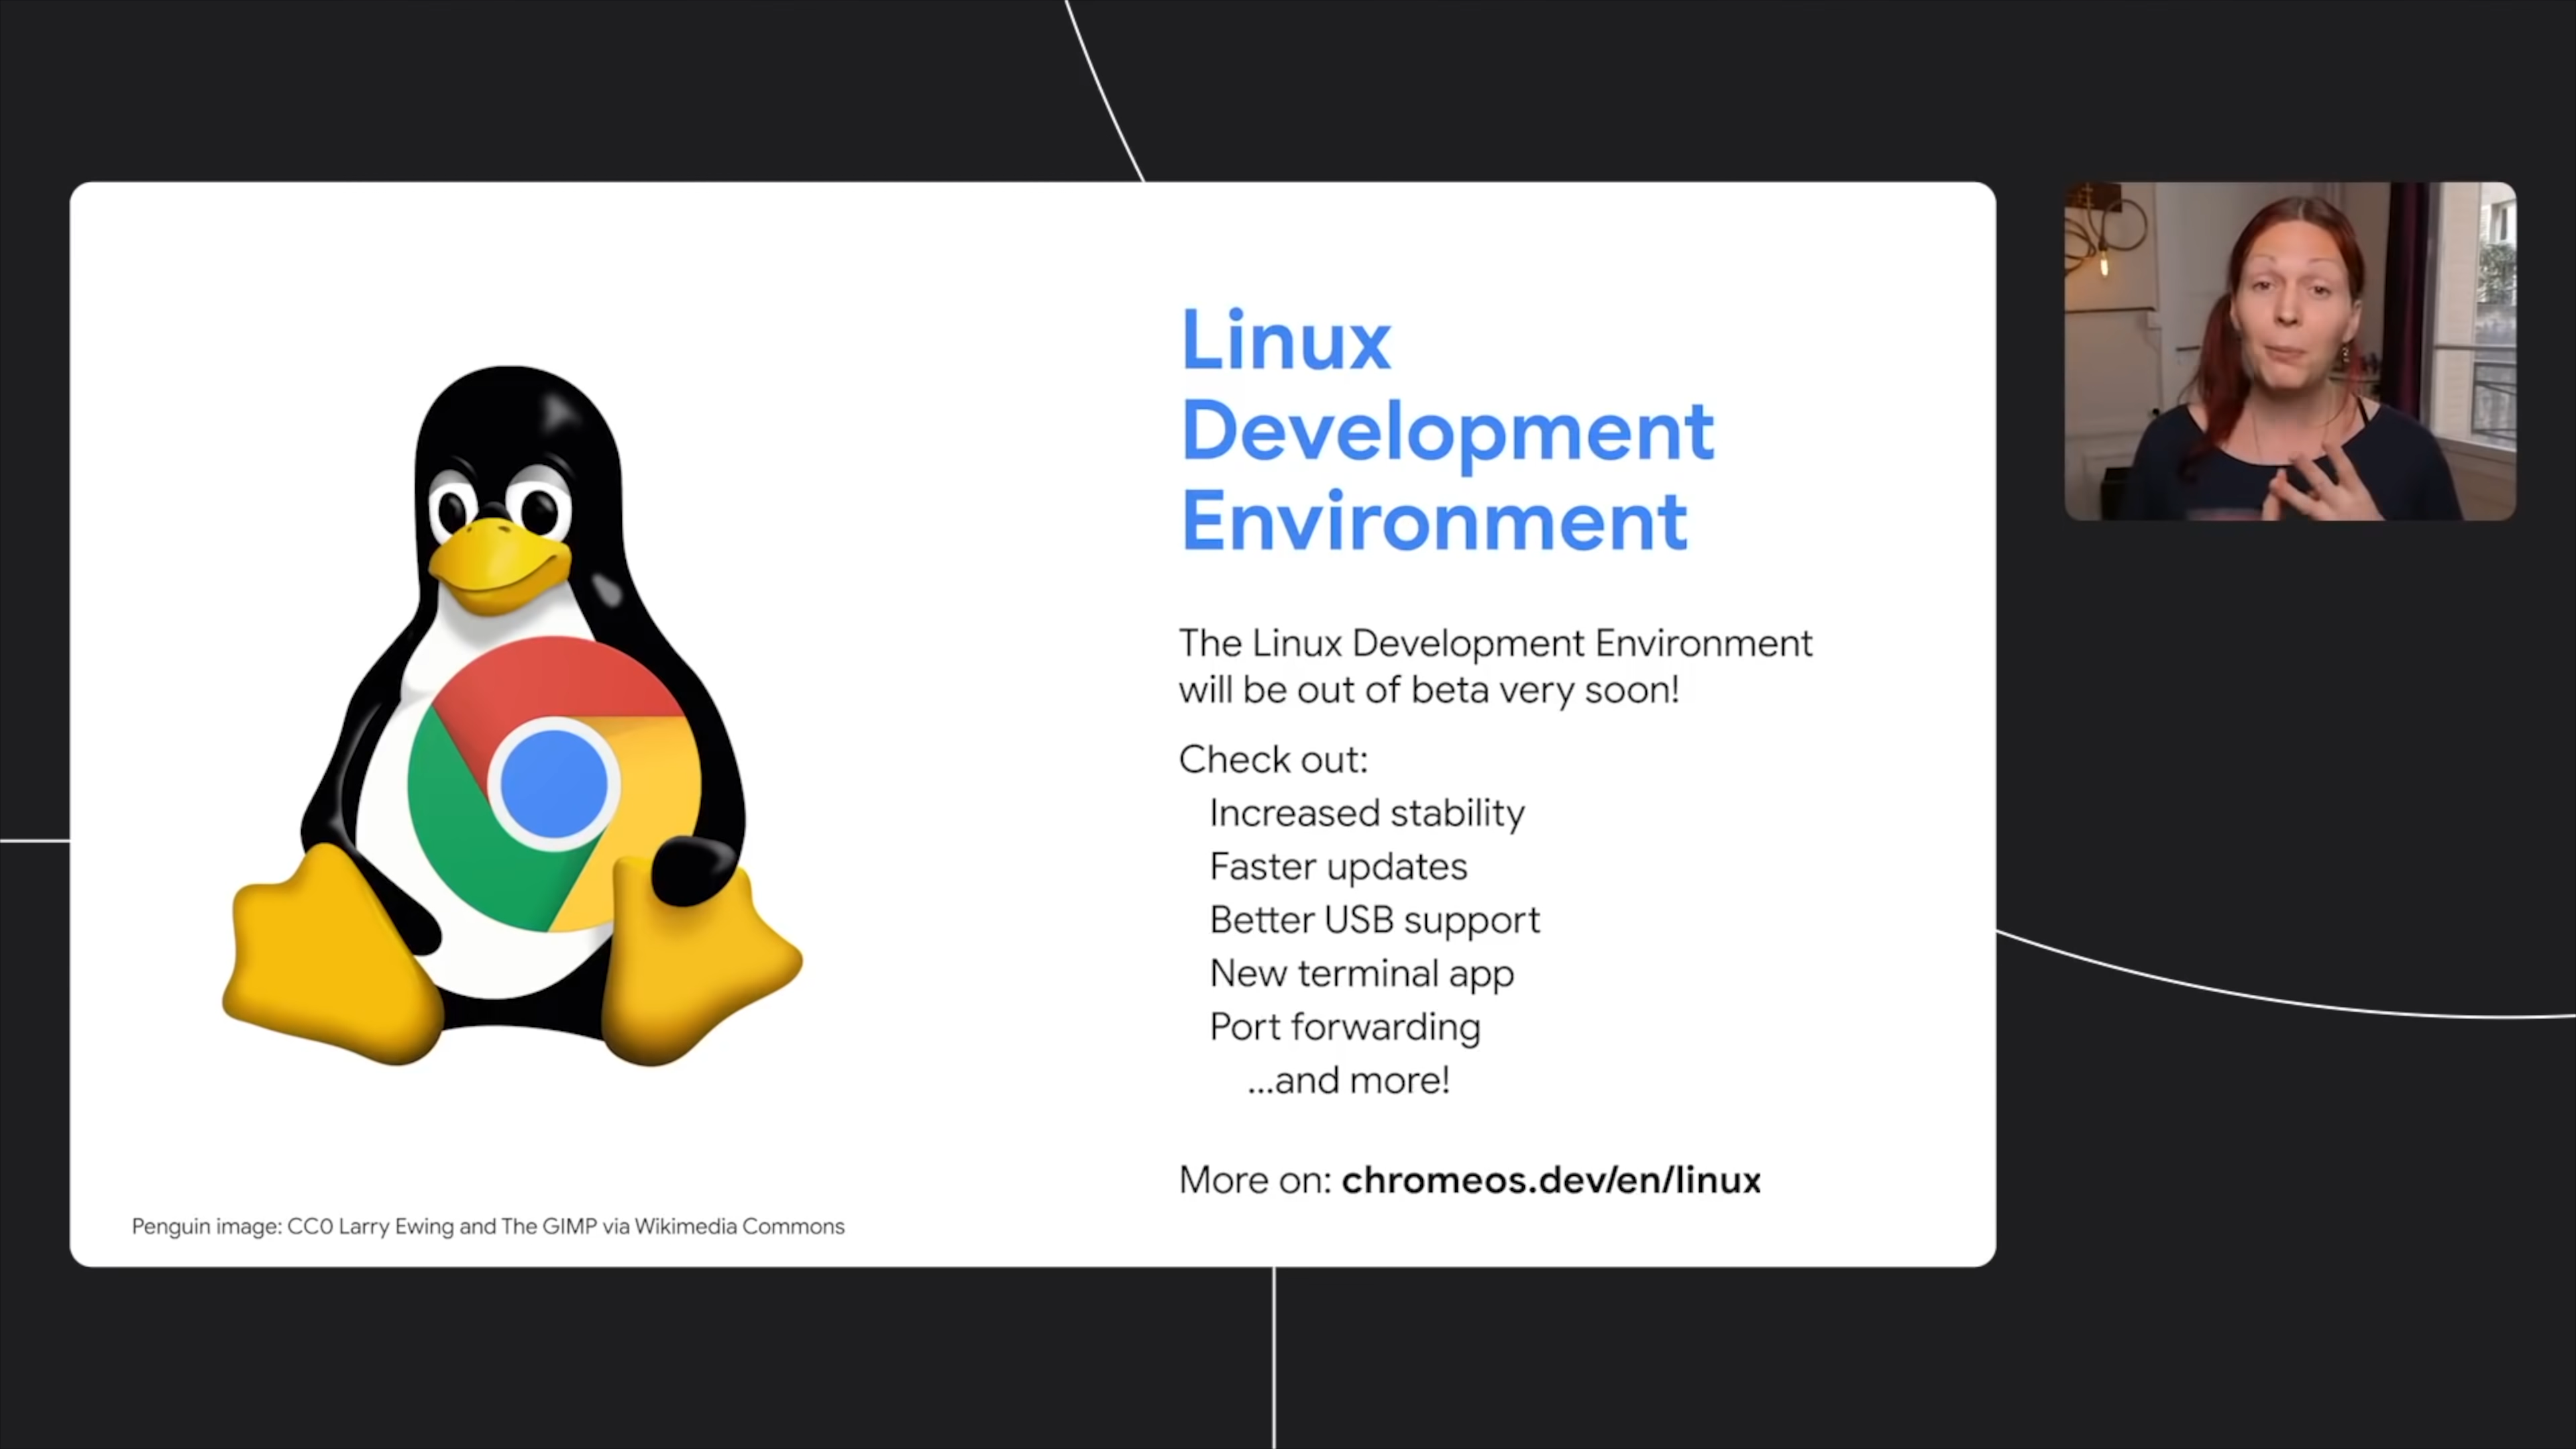 Linux
Development
Environment
The Linux Development Environment
will be out of beta very soon!
Check out:
Increased stability
Faster updates
Better USB support
New terminal app
Port forwarding
...and more!
More on: chromeos.dev/en/linux
Penguin image: CC0 Larry Ewing and The GIMP via Wikimedia Commons